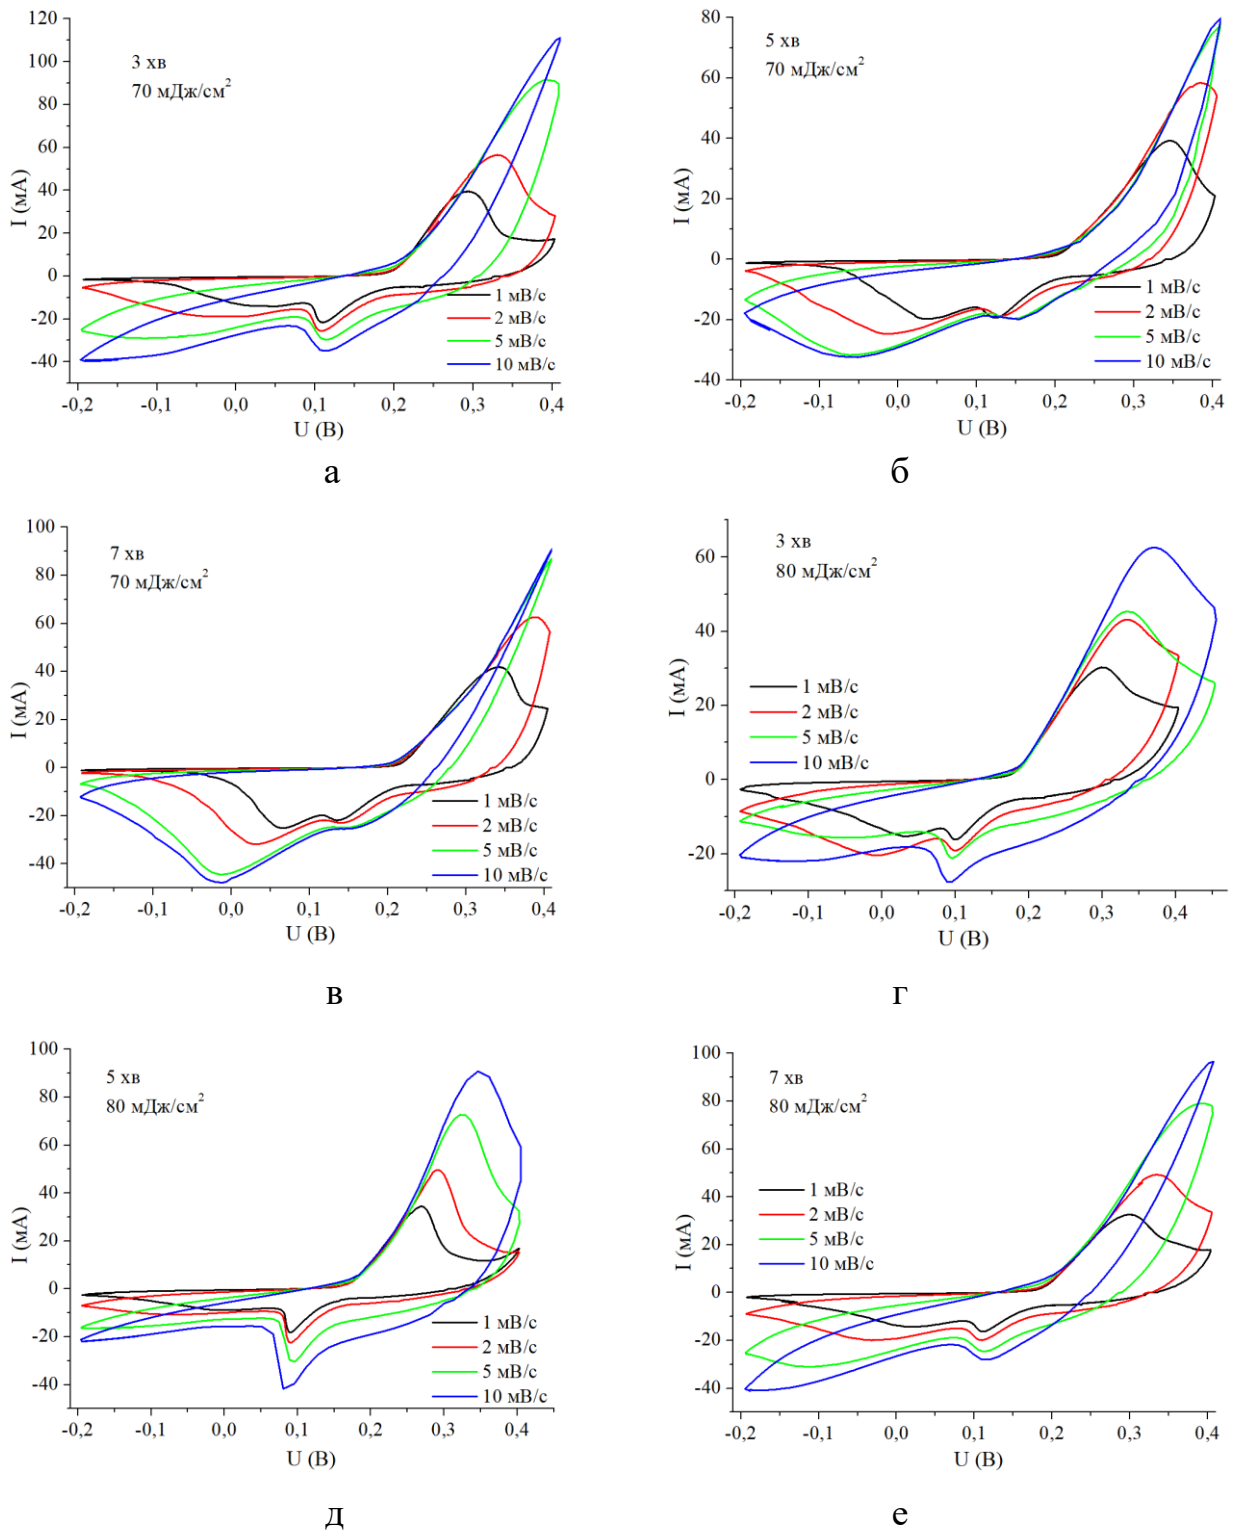 3 хв
70 мДж/см²
I (мА)
120
100
80
60
40
20
0
-20
-40
-0,2 -0,1 0,0 0,1 0,2 0,3 0,4
U (В)
1 мВ/с
2 мВ/с
5 мВ/с
10 мВ/с
а
5 хв
70 мДж/см²
I (мА)
80
60
40
20
0
-20
-40
-0,2 -0,1 0,0 0,1 0,2 0,3 0,4
U (В)
1 мВ/с
2 мВ/с
5 мВ/с
10 мВ/с
б
7 хв
70 мДж/см²
I (мА)
100
80
60
40
20
0
-20
-40
-0,2 -0,1 0,0 0,1 0,2 0,3 0,4
U (В)
1 мВ/с
2 мВ/с
5 мВ/с
10 мВ/с
в
3 хв
80 мДж/см²
I (мА)
60
40
20
0
-20
-0,2 -0,1 0,0 0,1 0,2 0,3 0,4
U (В)
1 мВ/с
2 мВ/с
5 мВ/с
10 мВ/с
г
5 хв
80 мДж/см²
I (мА)
100
80
60
40
20
0
-20
-40
-0,2 -0,1 0,0 0,1 0,2 0,3 0,4
U (В)
1 мВ/с
2 мВ/с
5 мВ/с
10 мВ/с
д
7 хв
80 мДж/см²
I (мА)
100
80
60
40
20
0
-20
-40
-0,2 -0,1 0,0 0,1 0,2 0,3 0,4
U (В)
1 мВ/с
2 мВ/с
5 мВ/с
10 мВ/с
е